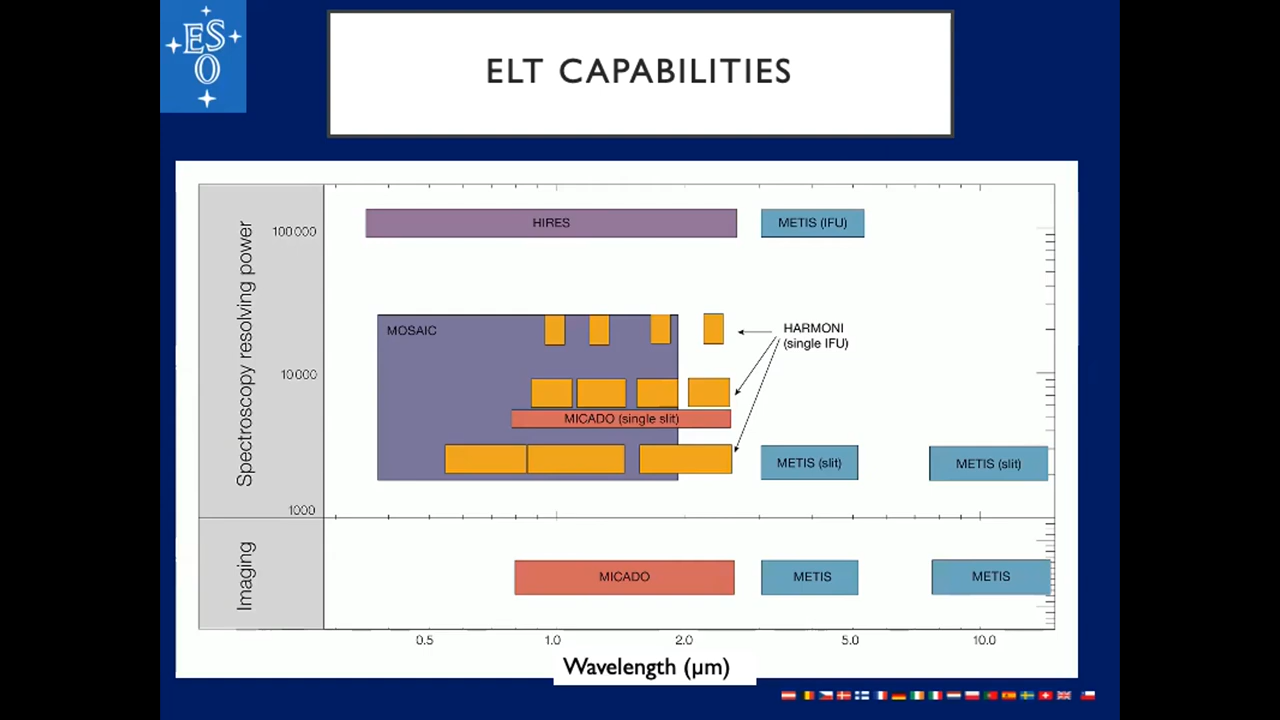 ES
O
ELT CAPABILITIES
Spectroscopy resolving power
100 000
10 000
1000
HIRES
METIS (IFU)
MOSAIC
HARMONI
(single IFU)
MICADO (single slit)
METIS (slit)
METIS (slit)
Imaging
MICADO
METIS
METIS
0.5
1.0
2.0
5.0
10.0
Wavelength (μm)